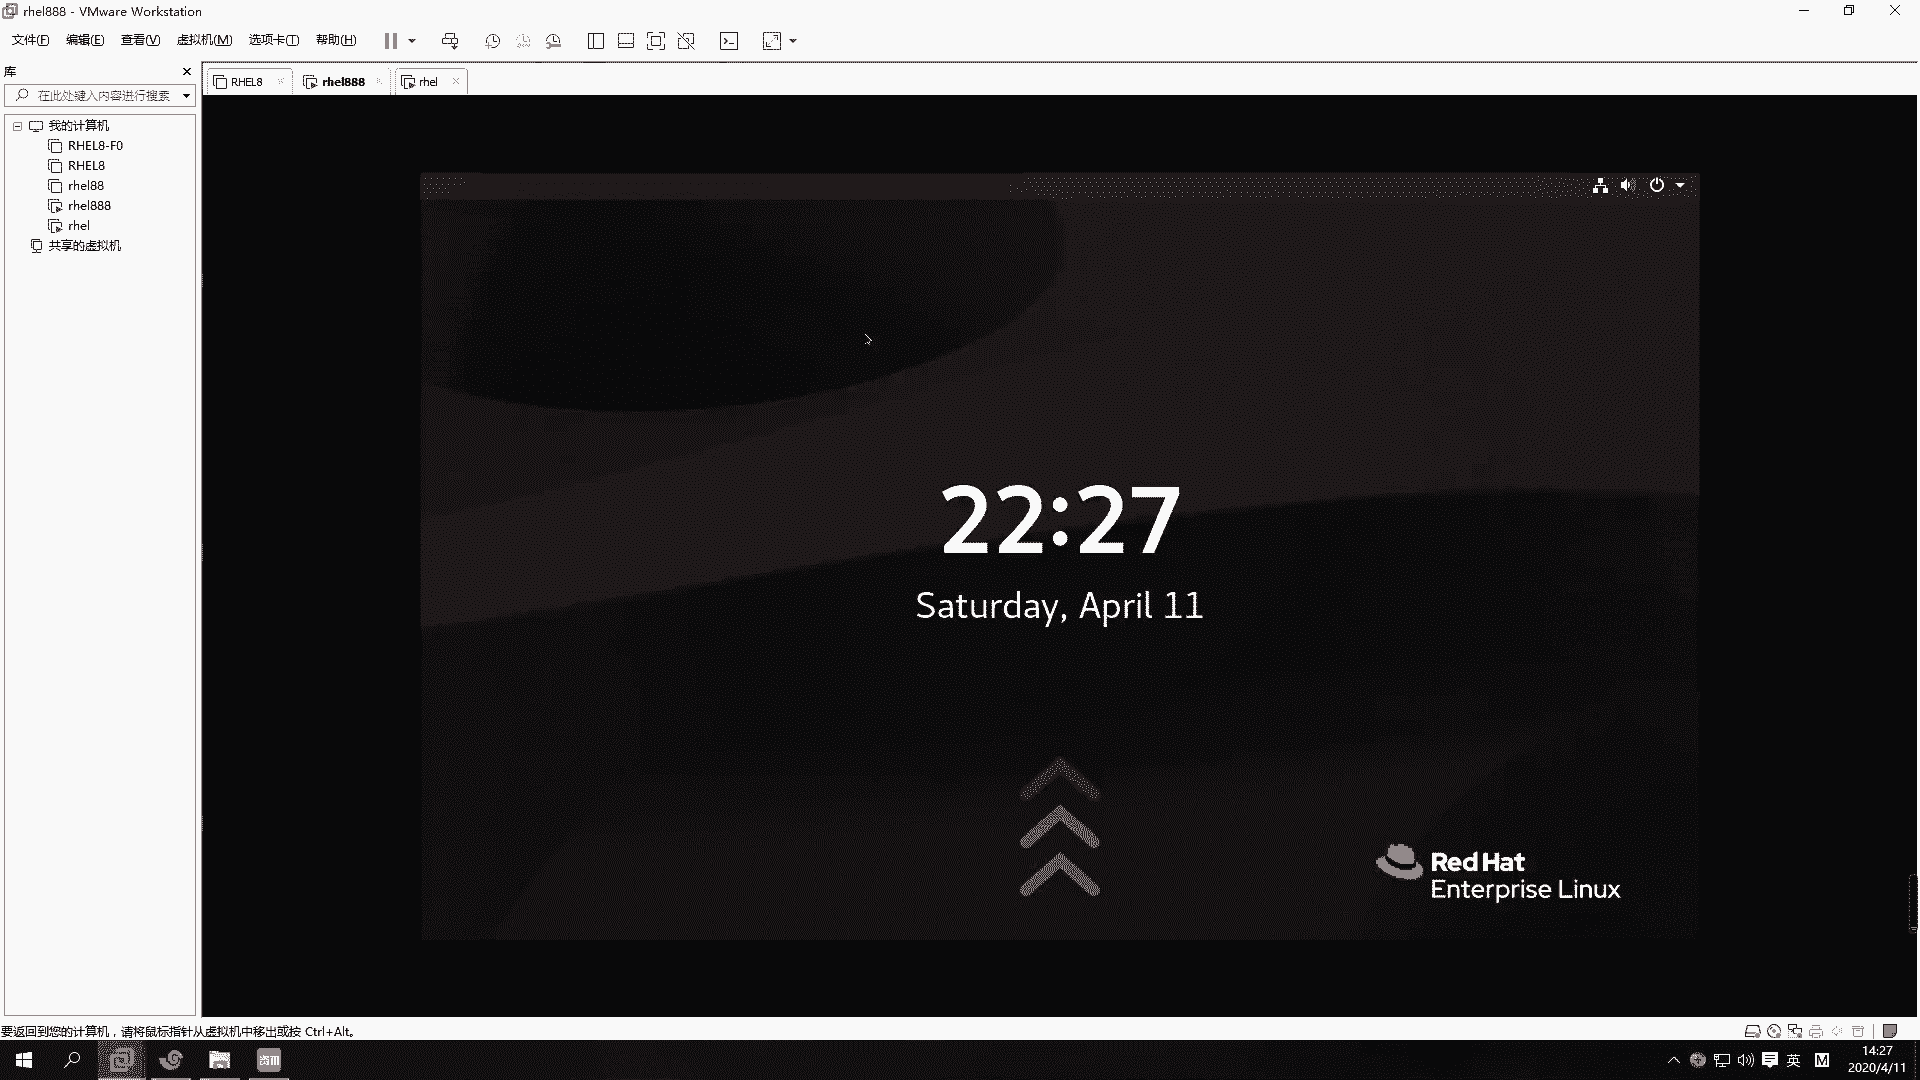 rhel888 - VMware Workstation
文件(F) 编辑(E) 查看(V) 虚拟机(M) 选项卡(T) 帮助(H)
库
在此处键入内容进行搜索
我的计算机
RHEL8-F0
RHEL8
rhel88
rhel888
rhel
共享的虚拟机
RHEL8 rhel888 rhel
22:27
Saturday, April 11
Red Hat
Enterprise Linux
要返回到您的计算机，请将鼠标指针从虚拟机中移出或按 Ctrl+Alt。
英 M
14:27
2020/4/11